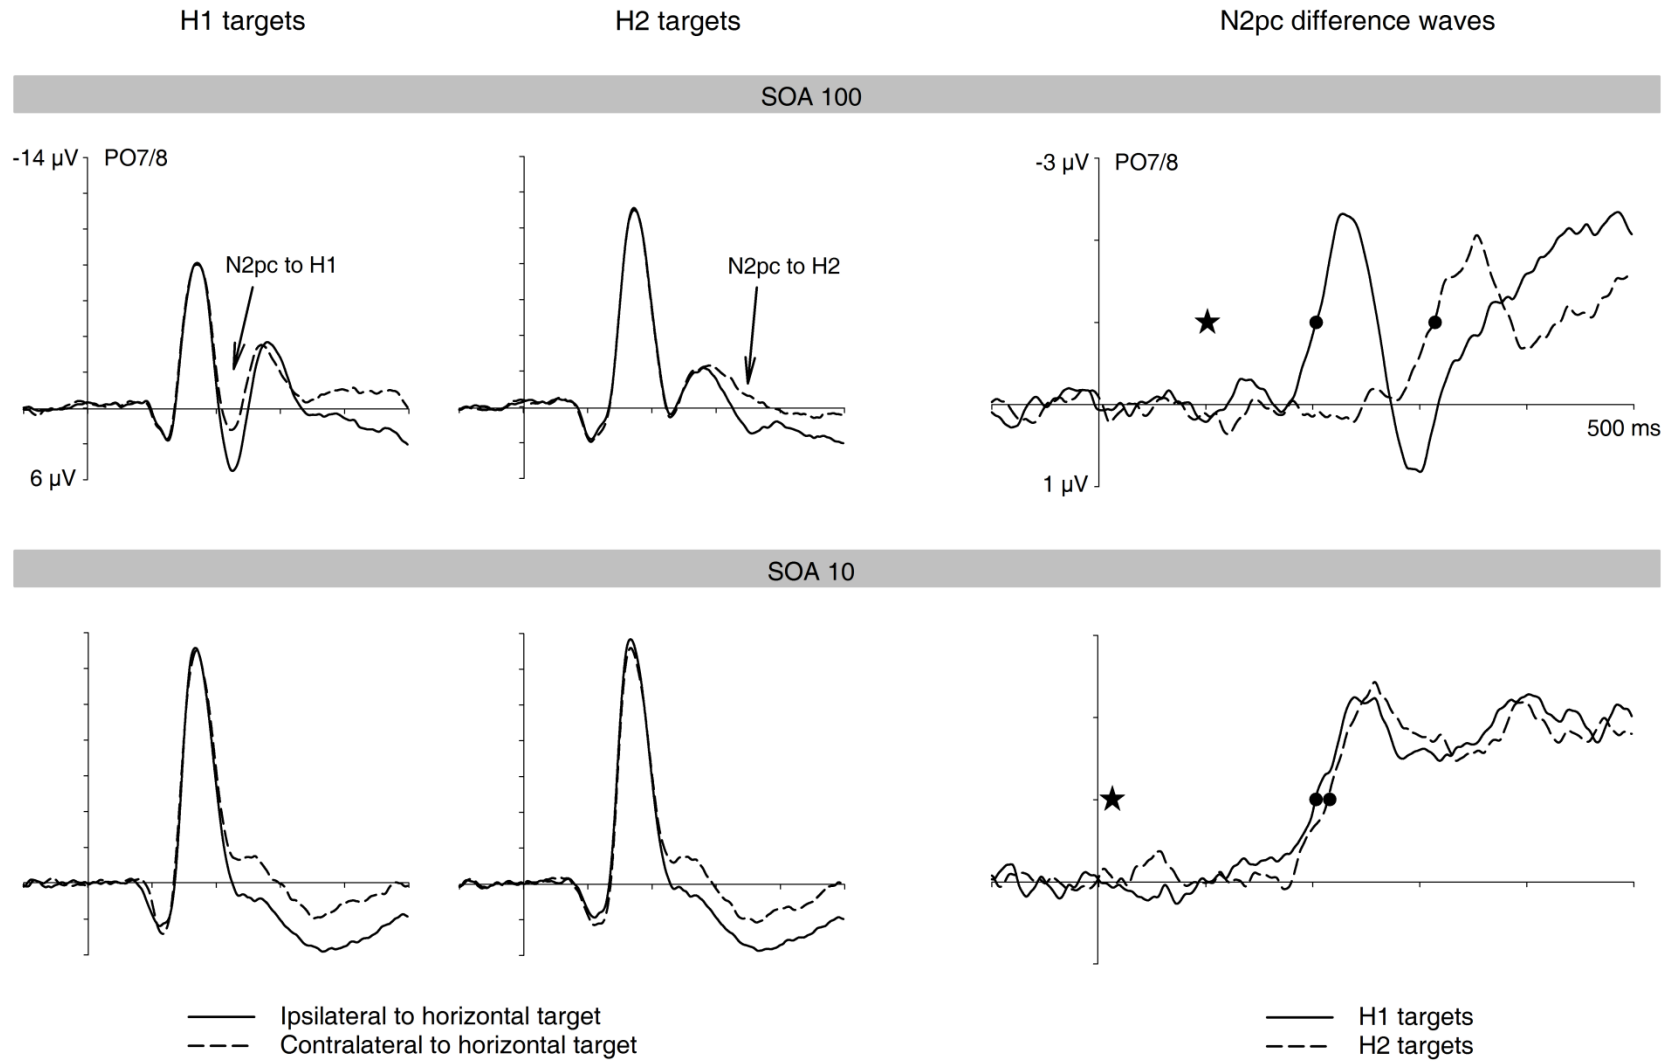 H1 targets
H2 targets
N2pc difference waves
SOA 100
-14 µV
PO7/8
-3 µV
PO7/8
N2pc to H1
N2pc to H2
500 ms
6 µV
1 µV
SOA 10
Ipsilateral to horizontal target
Contralateral to horizontal target
H1 targets
H2 targets